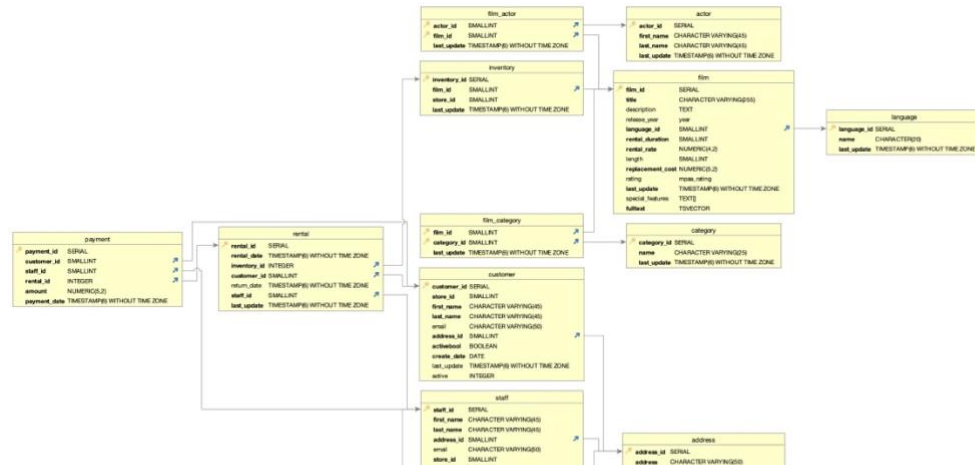 film_actor
actor_id SMALLINT
film_id SMALLINT
last_update TIMESTAMP(6) WITHOUT TIME ZONE
actor
actor_id SERIAL
first_name CHARACTER VARYING(45)
last_name CHARACTER VARYING(45)
last_update TIMESTAMP(6) WITHOUT TIME ZONE
inventory
inventory_id SERIAL
film_id SMALLINT
store_id SMALLINT
last_update TIMESTAMP(6) WITHOUT TIME ZONE
film
film_id SERIAL
title CHARACTER VARYING(255)
description TEXT
release_year year
language_id SMALLINT
rental_duration SMALLINT
rental_rate NUMERIC(4,2)
length SMALLINT
replacement_cost NUMERIC(5,2)
rating mpaa_rating
last_update TIMESTAMP(6) WITHOUT TIME ZONE
special_features TEXT[]
fulltext TSVECTOR
language
language_id SERIAL
name CHARACTER(20)
last_update TIMESTAMP(6) WITHOUT TIME ZONE
film_category
film_id SMALLINT
category_id SMALLINT
last_update TIMESTAMP(6) WITHOUT TIME ZONE
category
category_id SERIAL
name CHARACTER VARYING(25)
last_update TIMESTAMP(6) WITHOUT TIME ZONE
payment
payment_id SERIAL
customer_id SMALLINT
staff_id SMALLINT
rental_id INTEGER
amount NUMERIC(5,2)
payment_date TIMESTAMP(6) WITHOUT TIME ZONE
rental
rental_id SERIAL
rental_date TIMESTAMP(6) WITHOUT TIME ZONE
inventory_id INTEGER
customer_id SMALLINT
return_date TIMESTAMP(6) WITHOUT TIME ZONE
staff_id SMALLINT
last_update TIMESTAMP(6) WITHOUT TIME ZONE
customer
customer_id SERIAL
store_id SMALLINT
first_name CHARACTER VARYING(45)
last_name CHARACTER VARYING(45)
email CHARACTER VARYING(50)
address_id SMALLINT
activebool BOOLEAN
create_date DATE
last_update TIMESTAMP(6) WITHOUT TIME ZONE
active INTEGER
staff
staff_id SERIAL
first_name CHARACTER VARYING(45)
last_name CHARACTER VARYING(45)
address_id SMALLINT
email CHARACTER VARYING(50)
store_id SMALLINT
address
address_id SERIAL
address CHARACTER VARYING(50)